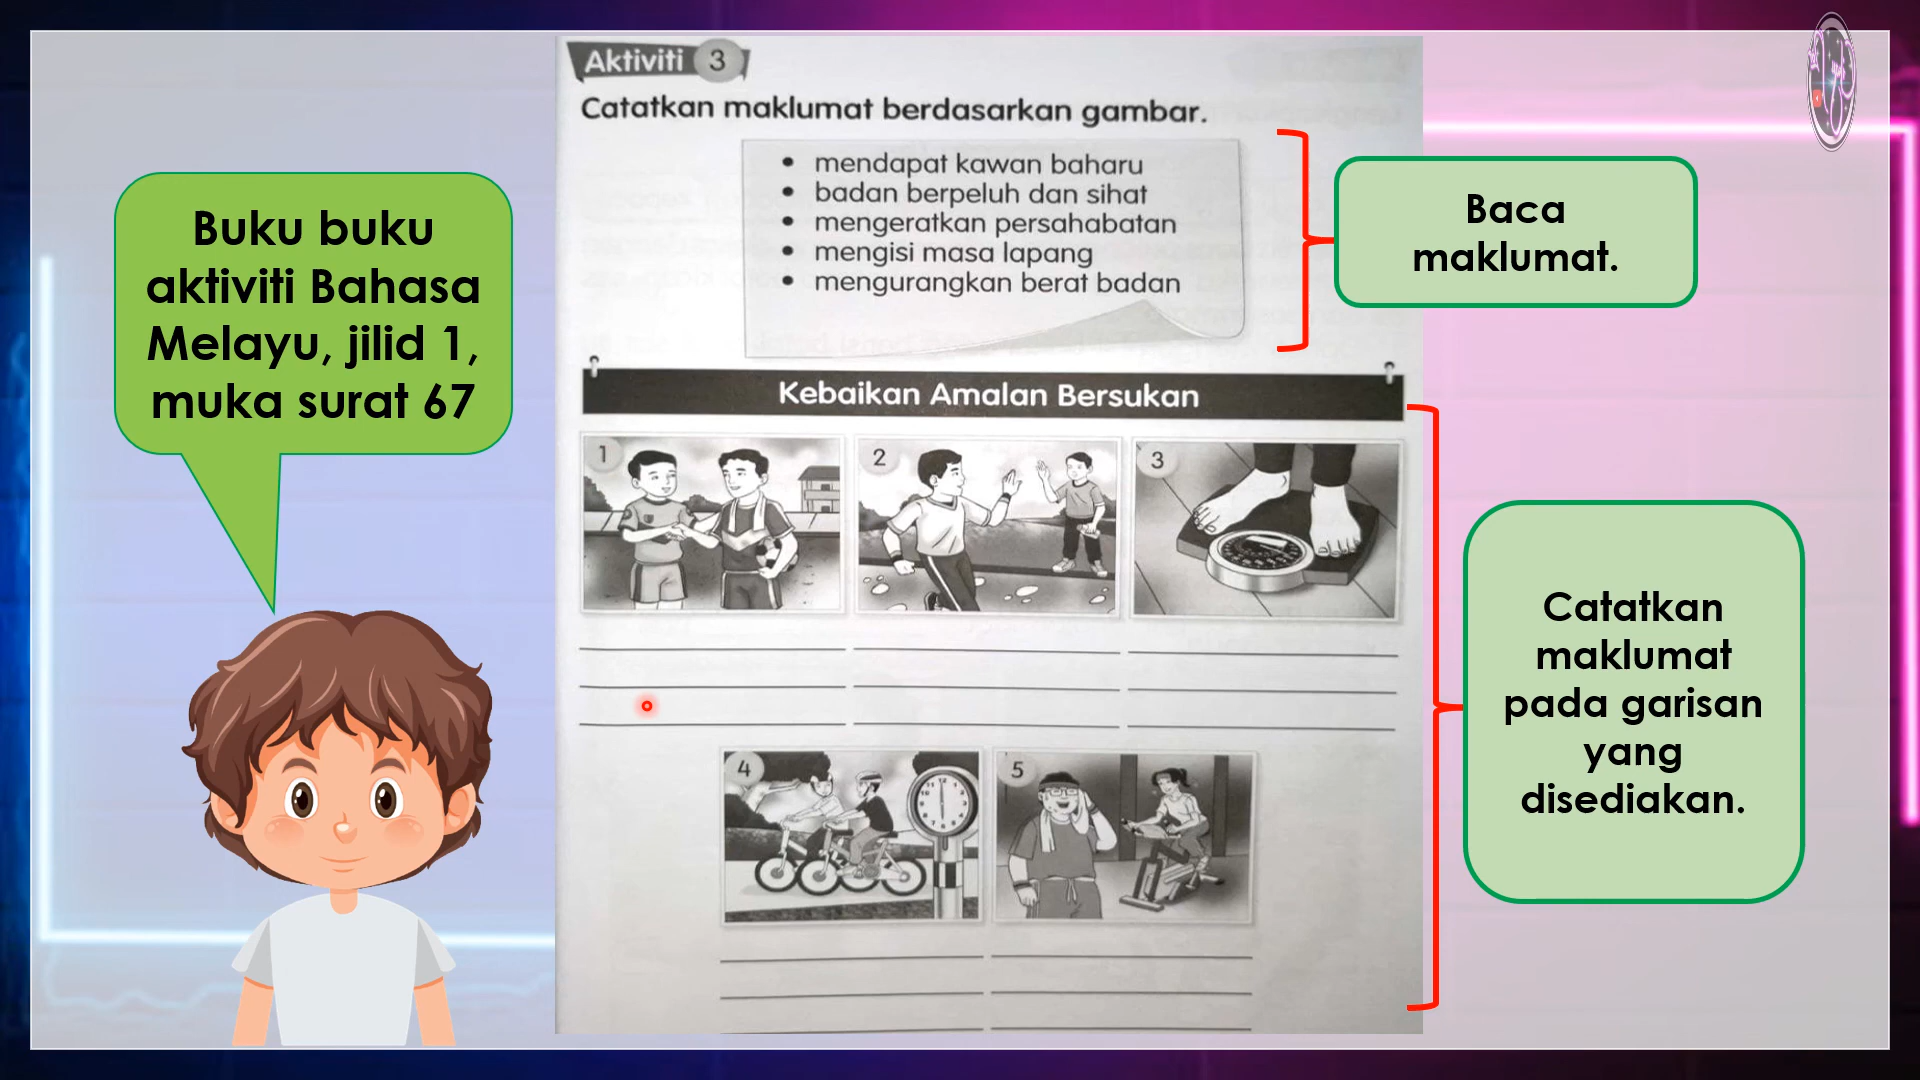 Buku buku
aktiviti Bahasa
Melayu, jilid 1,
muka surat 67
Aktiviti 3
Catatkan maklumat berdasarkan gambar.
• mendapat kawan baharu
• badan berpeluh dan sihat
• mengeratkan persahabatan
• mengisi masa lapang
• mengurangkan berat badan
Baca
maklumat.
Kebaikan Amalan Bersukan
1
2
3
4
5
Catatkan
maklumat
pada garisan
yang
disediakan.